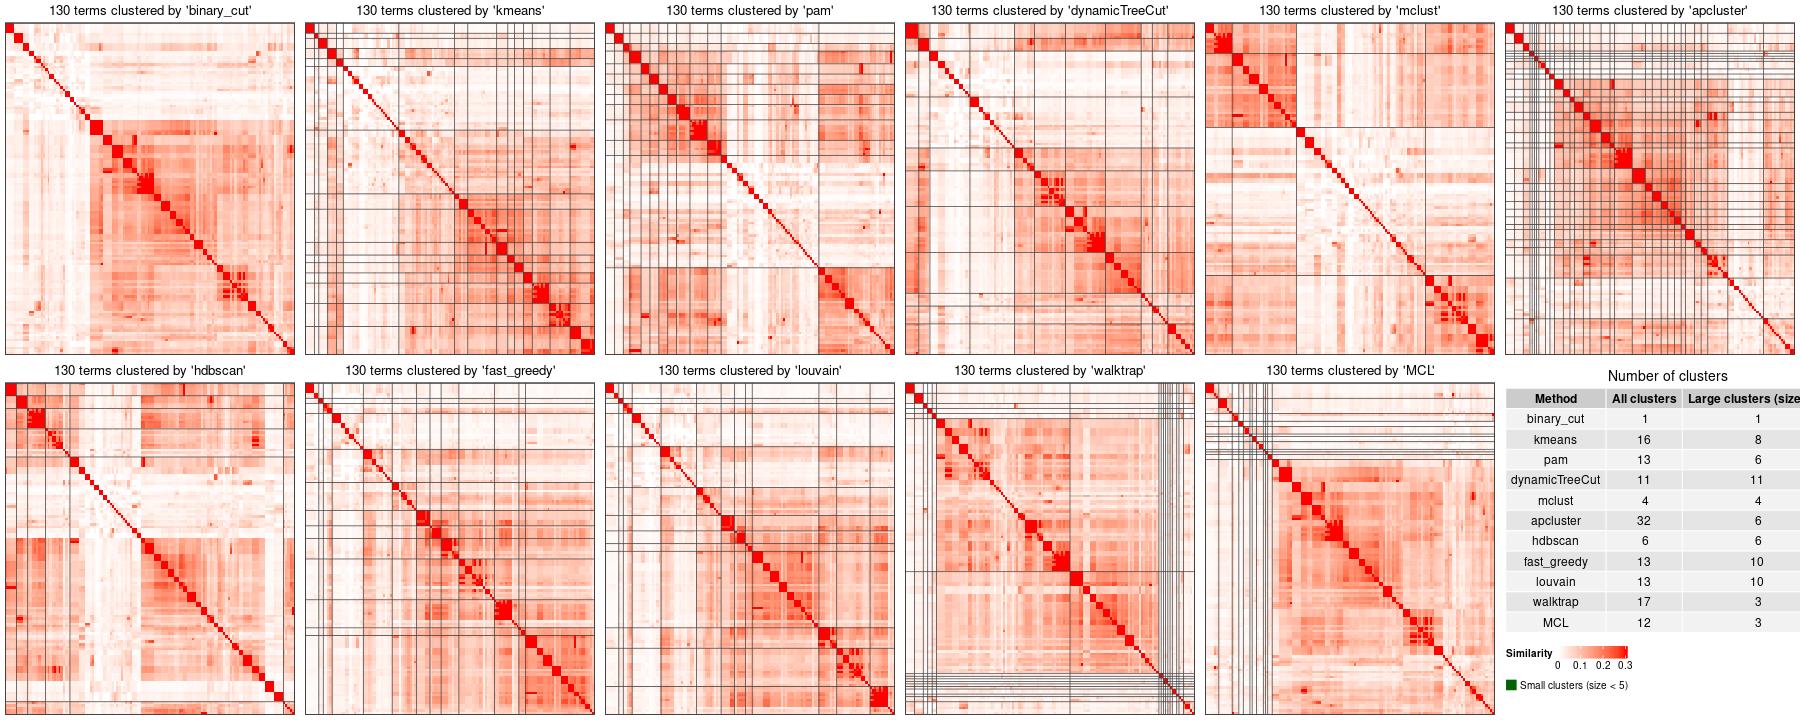 130 terms clustered by 'binary_cut'
130 terms clustered by 'kmeans'
130 terms clustered by 'pam'
130 terms clustered by 'dynamicTreeCut'
130 terms clustered by 'mclust'
130 terms clustered by 'apcluster'
130 terms clustered by 'hdbscan'
130 terms clustered by 'fast_greedy'
130 terms clustered by 'louvain'
130 terms clustered by 'walktrap'
130 terms clustered by 'MCL'
Number of clusters
Method All clusters Large clusters (size
binary_cut 1 1
kmeans 16 8
pam 13 6
dynamicTreeCut 11 11
mclust 4 4
apcluster 32 6
hdbscan 6 6
fast_greedy 13 10
louvain 13 10
walktrap 17 3
MCL 12 3
Similarity
0 0.1 0.2 0.3
Small clusters (size < 5)